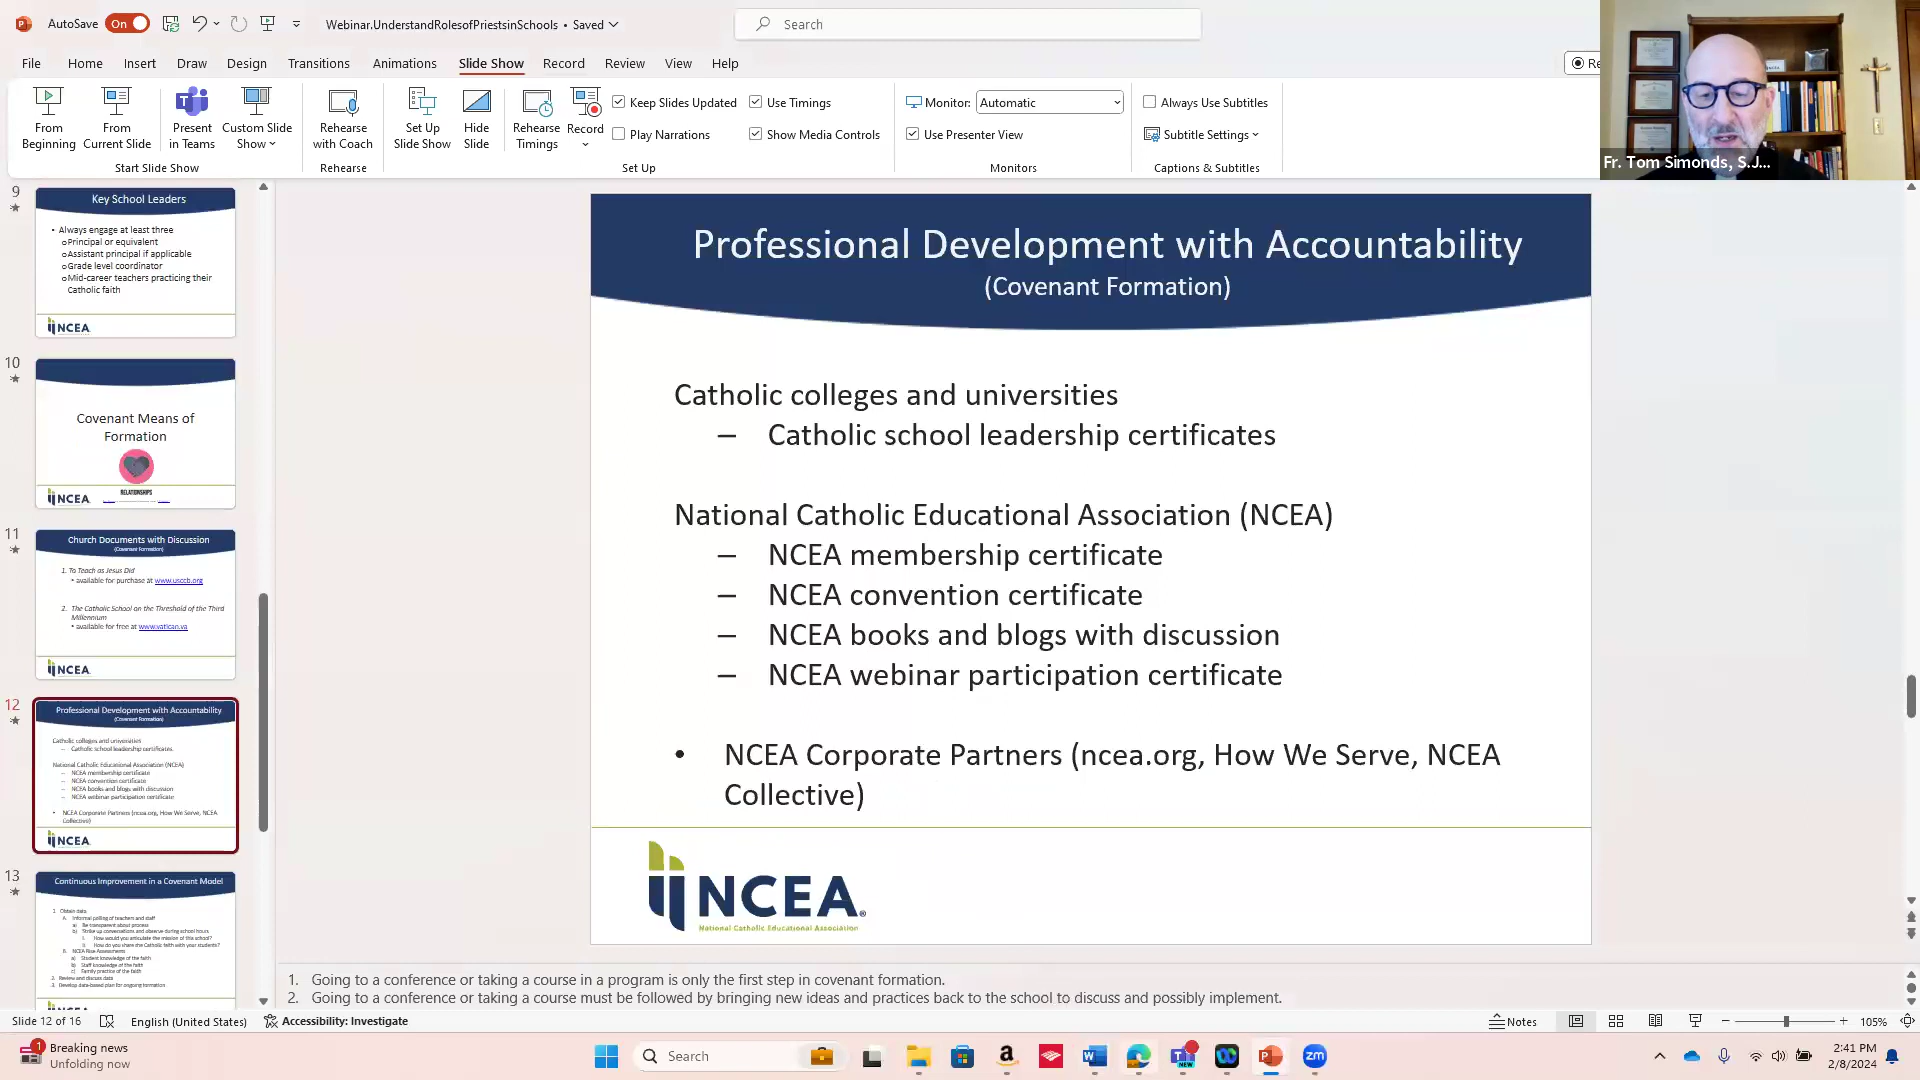 AutoSave On
Webinar.UnderstandRolesofPriestsinSchools • Saved
Search
File Home Insert Draw Design Transitions Animations Slide Show Record Review View Help
From Beginning
From Current Slide
Present in Teams
Custom Slide Show
Start Slide Show
Rehearse with Coach
Rehearse
Set Up Slide Show
Hide Slide
Rehearse Timings
Record
Keep Slides Updated
Use Timings
Play Narrations
Show Media Controls
Set Up
Monitor: Automatic
Use Presenter View
Monitors
Always Use Subtitles
Subtitle Settings
Captions & Subtitles
Fr. Tom Simonds, S.J...
9
Key School Leaders
• Always engage at least three
o Principal or equivalent
o Assistant principal if applicable
o Grade level coordinator
o Mid-career teachers practicing their
Catholic faith
NCEA
10
Covenant Means of
Formation
RELATIONSHIPS
NCEA
11
Church Documents with Discussion
(Covenant Formation)
1. To Teach as Jesus Did
• available for purchase at www.usccb.org
2. The Catholic School on the Threshold of the Third
Millennium
• available for free at www.vatican.va
NCEA
12
Professional Development with Accountability
(Covenant Formation)
Catholic colleges and universities
– Catholic school leadership certificates
National Catholic Educational Association (NCEA)
– NCEA membership certificate
– NCEA convention certificate
– NCEA books and blogs with discussion
– NCEA webinar participation certificate
• NCEA Corporate Partners (ncea.org, How We Serve, NCEA
Collective)
NCEA
13
Continuous Improvement in a Covenant Model
1. Obtain data
A. Informal polling of teachers and staff
a) Be transparent about process
b) Strike up conversations and observe during school hours
i. How would you articulate the mission of this school?
ii. How do you share the Catholic faith with your students?
B. NCEA Rise Assessments
a) Student knowledge of the faith
b) Staff knowledge of the faith
c) Family practice of the faith
2. Review and discuss data
3. Develop data-based plan for ongoing formation
Professional Development with Accountability
(Covenant Formation)
Catholic colleges and universities
– Catholic school leadership certificates
National Catholic Educational Association (NCEA)
– NCEA membership certificate
– NCEA convention certificate
– NCEA books and blogs with discussion
– NCEA webinar participation certificate
• NCEA Corporate Partners (ncea.org, How We Serve, NCEA
Collective)
NCEA®
National Catholic Educational Association
1. Going to a conference or taking a course in a program is only the first step in covenant formation.
2. Going to a conference or taking a course must be followed by bringing new ideas and practices back to the school to discuss and possibly implement.
Slide 12 of 16 English (United States) Accessibility: Investigate
Notes
105%
1
Breaking news
Unfolding now
Search
NEW
zm
2:41 PM
2/8/2024